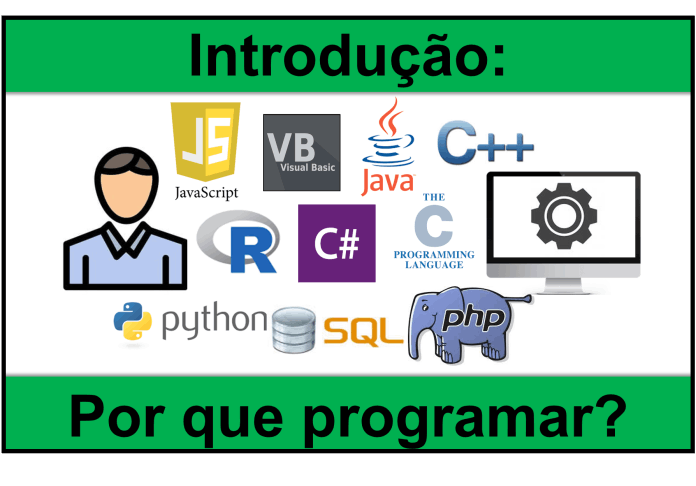 Introdução:
JS
JavaScript
VB
Visual Basic
Java
C++
R
C#
THE
C
PROGRAMMING
LANGUAGE
python
SQL
php
Por que programar?